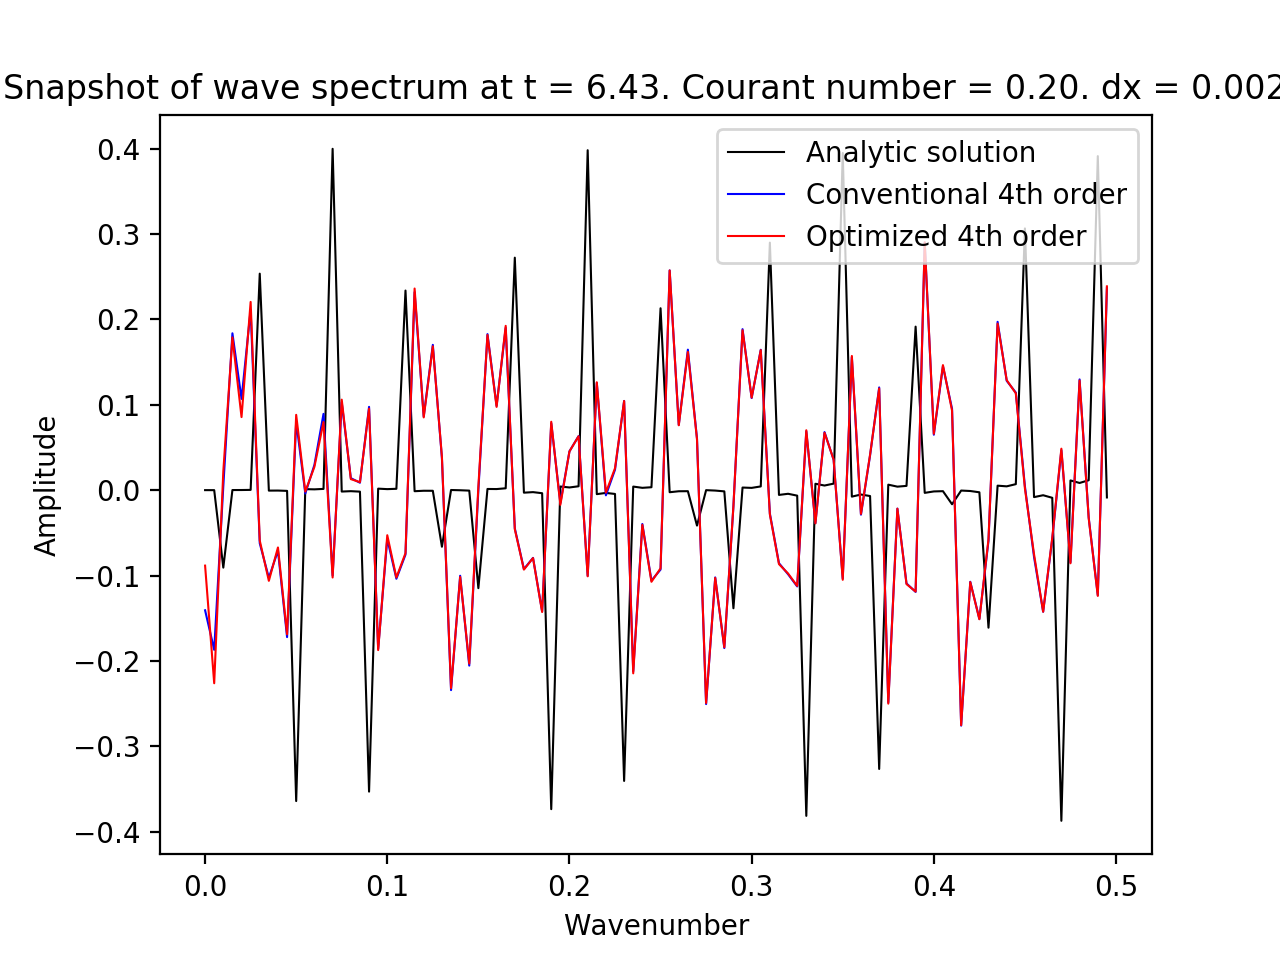 Snapshot of wave spectrum at t = 6.43. Courant number = 0.20. dx = 0.002
Analytic solution
Conventional 4th order
Optimized 4th order
0.4
0.3
0.2
0.1
0.0
−0.1
−0.2
−0.3
−0.4
Amplitude
0.0 0.1 0.2 0.3 0.4 0.5
Wavenumber